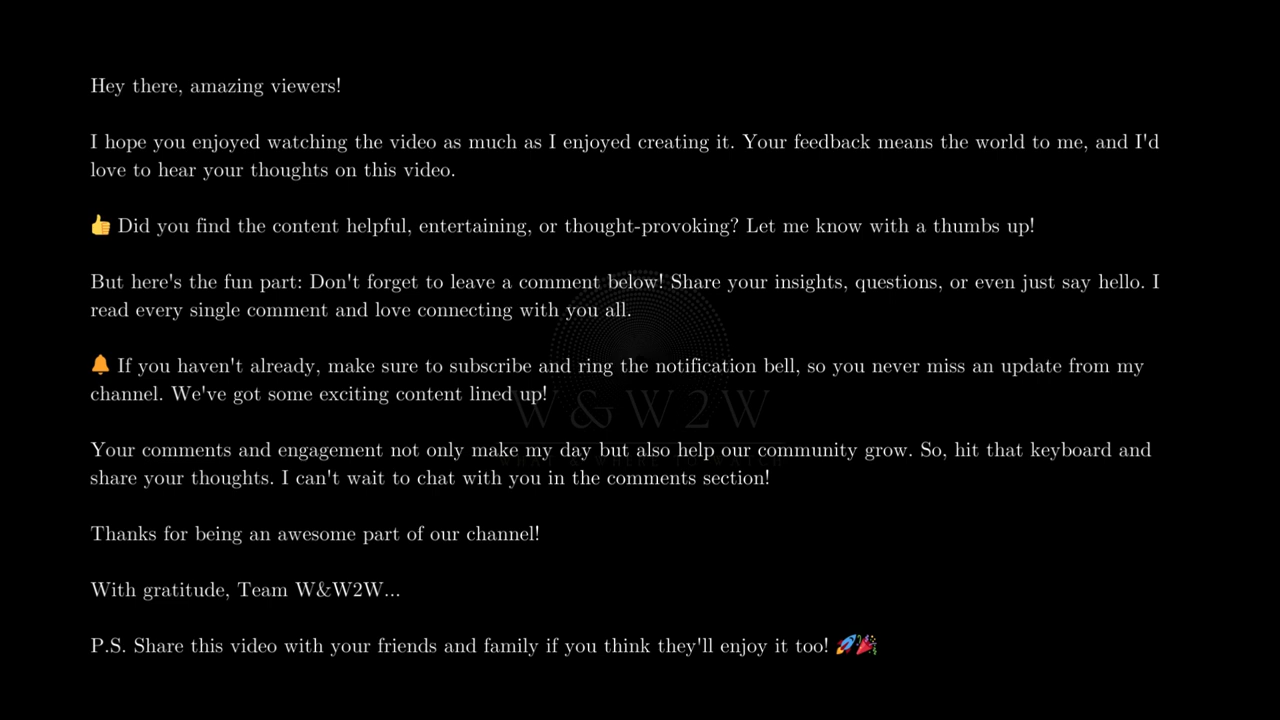 Hey there, amazing viewers!
I hope you enjoyed watching the video as much as I enjoyed creating it. Your feedback means the world to me, and I'd
love to hear your thoughts on this video.
👍 Did you find the content helpful, entertaining, or thought-provoking? Let me know with a thumbs up!
But here's the fun part: Don't forget to leave a comment below! Share your insights, questions, or even just say hello. I
read every single comment and love connecting with you all.
🔔 If you haven't already, make sure to subscribe and ring the notification bell, so you never miss an update from my
channel. We've got some exciting content lined up!
W&W2W
Your comments and engagement not only make my day but also help our community grow. So, hit that keyboard and
share your thoughts. I can't wait to chat with you in the comments section!
Thanks for being an awesome part of our channel!
With gratitude, Team W&W2W...
P.S. Share this video with your friends and family if you think they'll enjoy it too! 🚀🎉